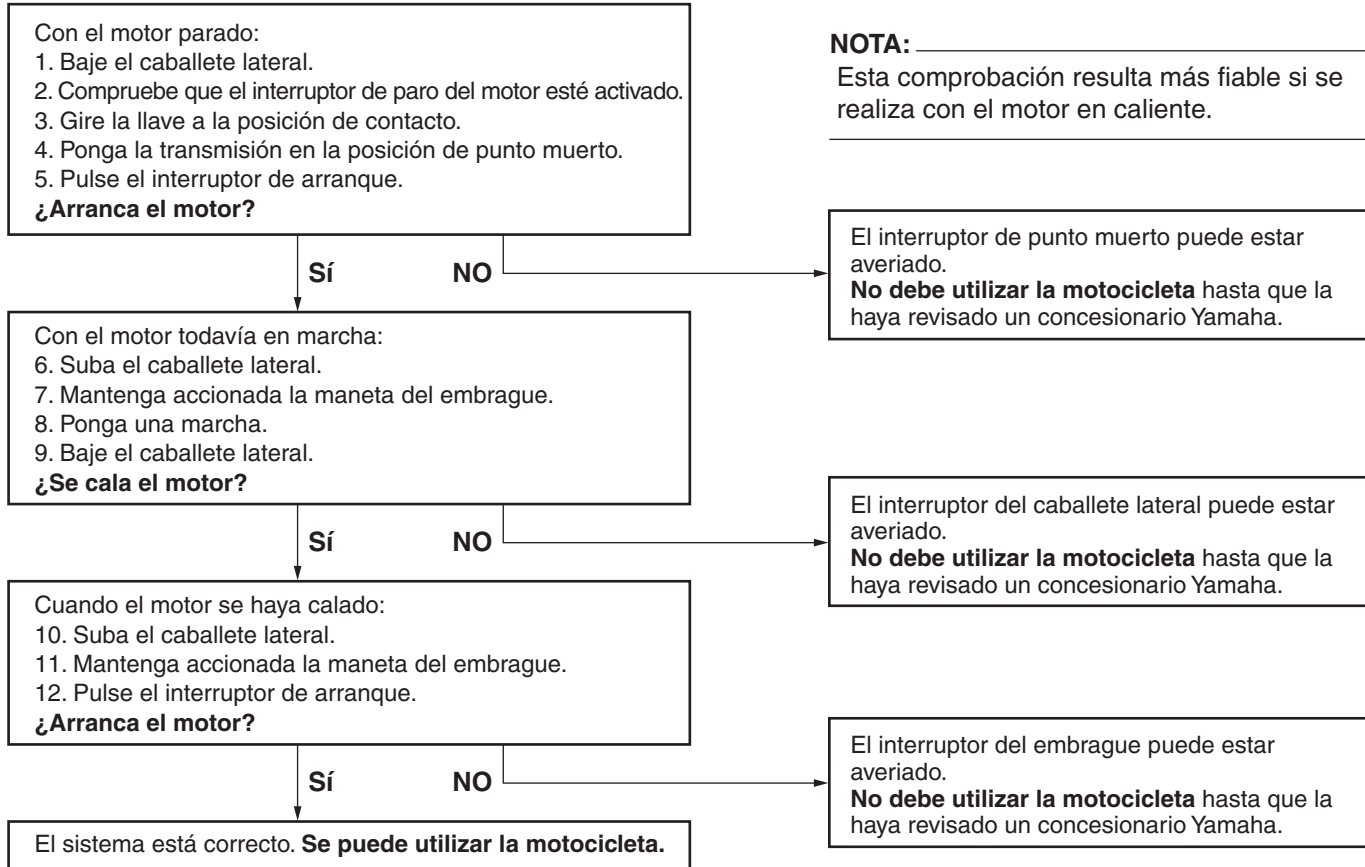 Con el motor parado:
1. Baje el caballete lateral.
2. Compruebe que el interruptor de paro del motor esté activado.
3. Gire la llave a la posición de contacto.
4. Ponga la transmisión en la posición de punto muerto.
5. Pulse el interruptor de arranque.
¿Arranca el motor?
NOTA:
Esta comprobación resulta más fiable si se
realiza con el motor en caliente.
Sí
NO
El interruptor de punto muerto puede estar
averiado.
No debe utilizar la motocicleta hasta que la
haya revisado un concesionario Yamaha.
Con el motor todavía en marcha:
6. Suba el caballete lateral.
7. Mantenga accionada la maneta del embrague.
8. Ponga una marcha.
9. Baje el caballete lateral.
¿Se cala el motor?
Sí
NO
El interruptor del caballete lateral puede estar
averiado.
No debe utilizar la motocicleta hasta que la
haya revisado un concesionario Yamaha.
Cuando el motor se haya calado:
10. Suba el caballete lateral.
11. Mantenga accionada la maneta del embrague.
12. Pulse el interruptor de arranque.
¿Arranca el motor?
Sí
NO
El interruptor del embrague puede estar
averiado.
No debe utilizar la motocicleta hasta que la
haya revisado un concesionario Yamaha.
El sistema está correcto. Se puede utilizar la motocicleta.